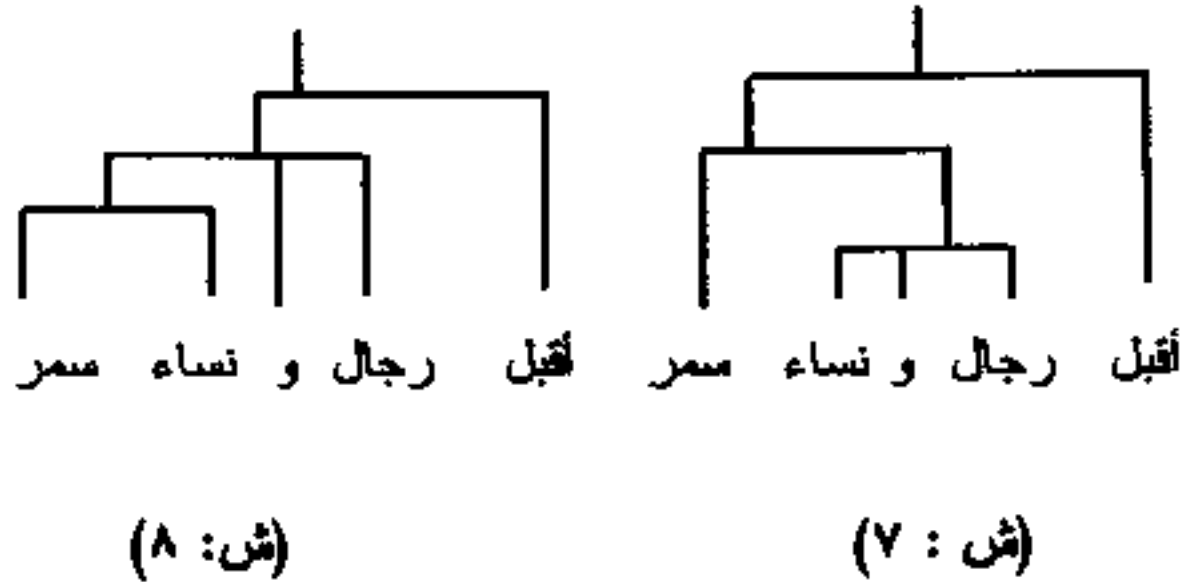 أقبل رجال و نساء سمر
أقبل رجال و نساء سمر
(ش : ٧)
(ش: ٨)